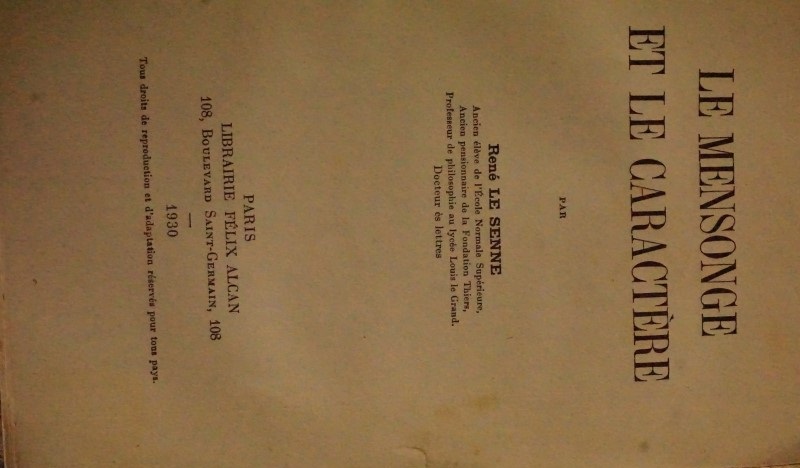 LE MENSONGE
ET LE CARACTÈRE
PAR
René LE SENNE
Ancien élève de l'École Normale Supérieure,
Ancien pensionnaire de la Fondation Thiers,
Professeur de philosophie au lycée Louis le Grand,
Docteur ès lettres
PARIS
LIBRAIRIE FÉLIX ALCAN
108, BOULEVARD SAINT-GERMAIN, 108
1930
Tous droits de reproduction et d'adaptation réservés pour tous pays.